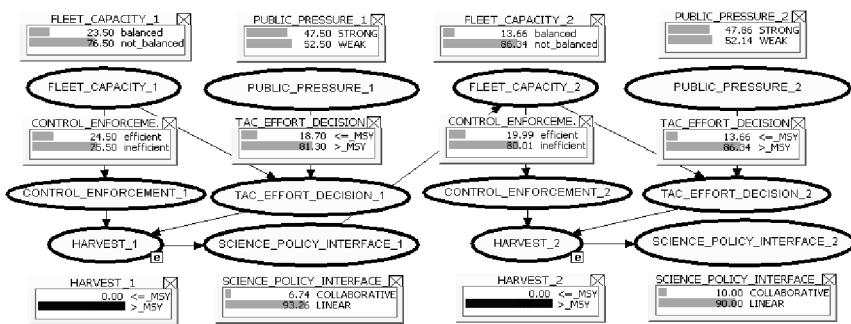 FLEET_CAPACITY_1
23.50 balanced
76.50 not_balanced
PUBLIC_PRESSURE_1
47.50 STRONG
52.50 WEAK
FLEET_CAPACITY_2
13.66 balanced
86.34 not_balanced
PUBLIC_PRESSURE_2
47.86 STRONG
52.14 WEAK
FLEET_CAPACITY_1
PUBLIC_PRESSURE_1
FLEET_CAPACITY_2
PUBLIC_PRESSURE_2
CONTROL_ENFORCEME.
24.50 efficient
75.50 inefficient
TAC_EFFORT_DECISION
18.70 <=_MSY
81.30 >_MSY
CONTROL_ENFORCEME.
19.99 efficient
80.01 inefficient
TAC_EFFORT_DECISION
13.66 <=_MSY
86.34 >_MSY
CONTROL_ENFORCEMENT_1
TAC_EFFORT_DECISION_1
CONTROL_ENFORCEMENT_2
TAC_EFFORT_DECISION_2
HARVEST_1
e
SCIENCE_POLICY_INTERFACE_1
HARVEST_2
e
SCIENCE_POLICY_INTERFACE_2
HARVEST_1
0.00 <=_MSY
>_MSY
SCIENCE_POLICY_INTERFACE_
6.74 COLLABORATIVE
93.26 LINEAR
HARVEST_2
0.00 <=_MSY
>_MSY
SCIENCE_POLICY_INTERFACE_
10.00 COLLABORATIVE
90.00 LINEAR